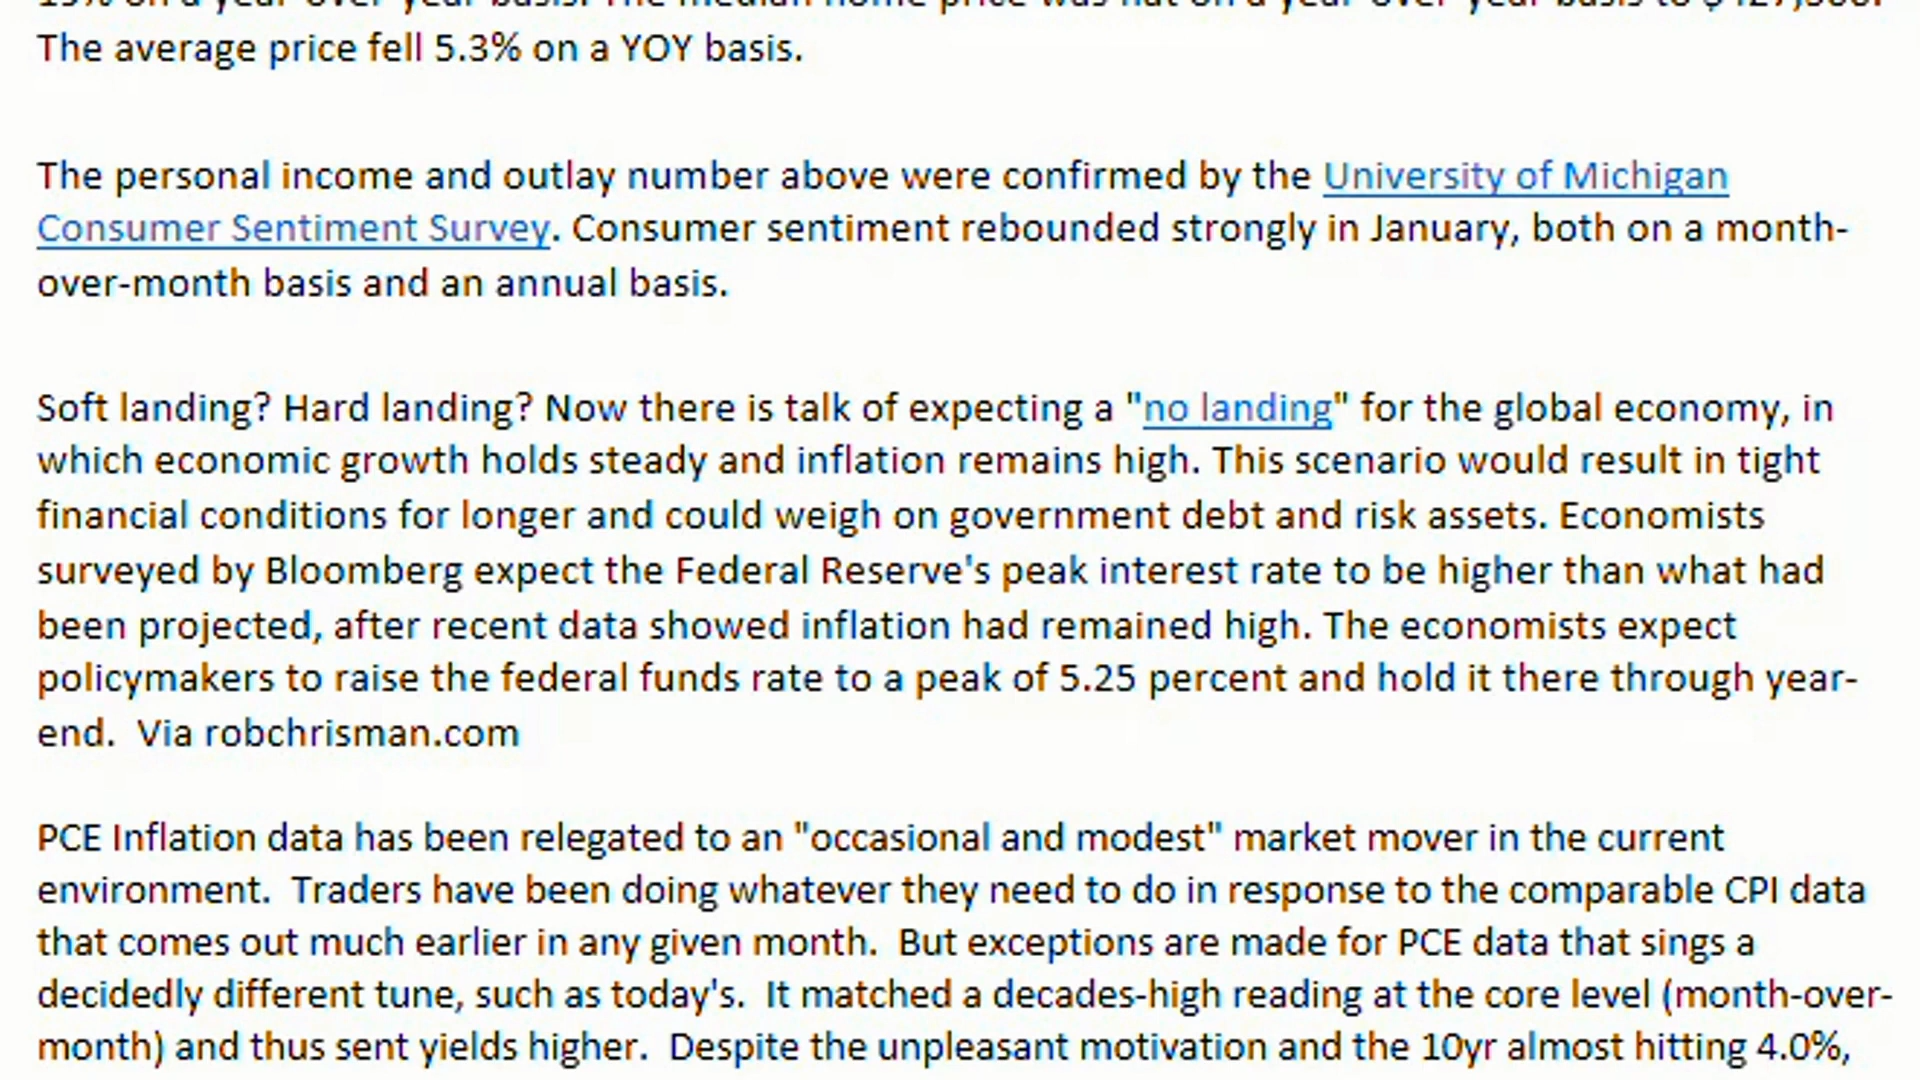 The average price fell 5.3% on a YOY basis.
The personal income and outlay number above were confirmed by the University of Michigan
Consumer Sentiment Survey. Consumer sentiment rebounded strongly in January, both on a month-
over-month basis and an annual basis.
Soft landing? Hard landing? Now there is talk of expecting a "no landing" for the global economy, in
which economic growth holds steady and inflation remains high. This scenario would result in tight
financial conditions for longer and could weigh on government debt and risk assets. Economists
surveyed by Bloomberg expect the Federal Reserve's peak interest rate to be higher than what had
been projected, after recent data showed inflation had remained high. The economists expect
policymakers to raise the federal funds rate to a peak of 5.25 percent and hold it there through year-
end.  Via robchrisman.com
PCE Inflation data has been relegated to an "occasional and modest" market mover in the current
environment.  Traders have been doing whatever they need to do in response to the comparable CPI data
that comes out much earlier in any given month.  But exceptions are made for PCE data that sings a
decidedly different tune, such as today's.  It matched a decades-high reading at the core level (month-over-
month) and thus sent yields higher.  Despite the unpleasant motivation and the 10yr almost hitting 4.0%,